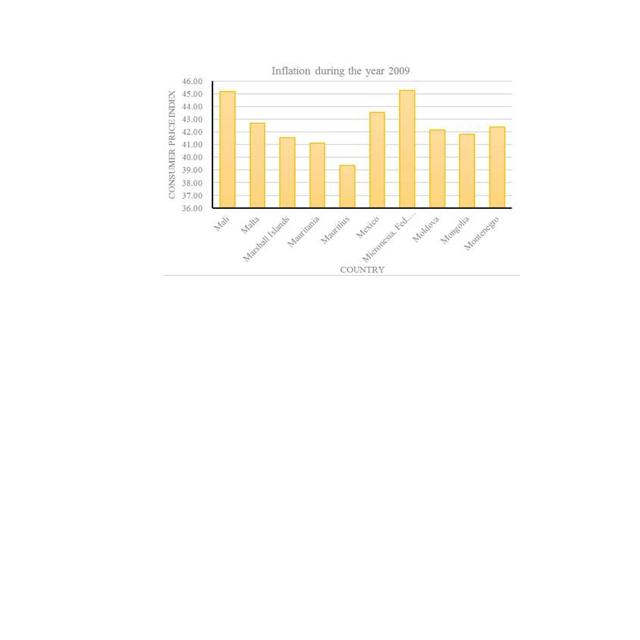 Inflation during the year 2009
CONSUMER PRICE INDEX
46.00
45.00
44.00
43.00
42.00
41.00
40.00
39.00
38.00
37.00
36.00
Mali
Malta
Marshall Islands
Mauritania
Mauritius
Mexico
Micronesia, Fed....
Moldova
Mongolia
Montenegro
COUNTRY